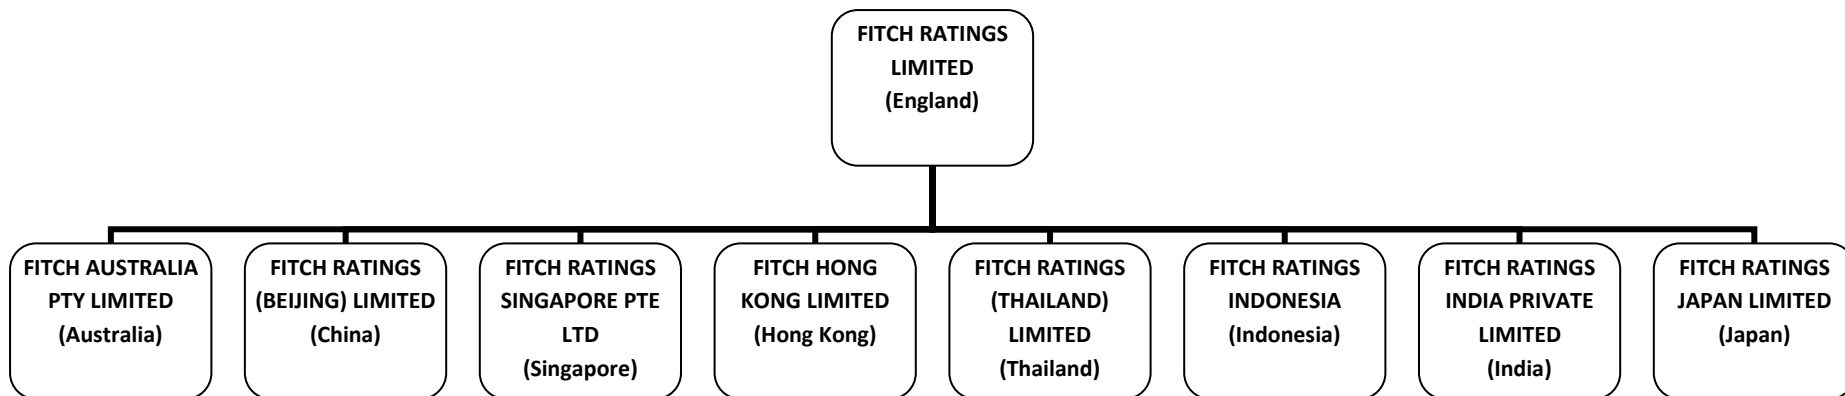 FITCH RATINGS
LIMITED
(England)
FITCH AUSTRALIA
PTY LIMITED
(Australia)
FITCH RATINGS
(BEIJING) LIMITED
(China)
FITCH RATINGS
SINGAPORE PTE
LTD
(Singapore)
FITCH HONG
KONG LIMITED
(Hong Kong)
FITCH RATINGS
(THAILAND)
LIMITED
(Thailand)
FITCH RATINGS
INDONESIA
(Indonesia)
FITCH RATINGS
INDIA PRIVATE
LIMITED
(India)
FITCH RATINGS
JAPAN LIMITED
(Japan)